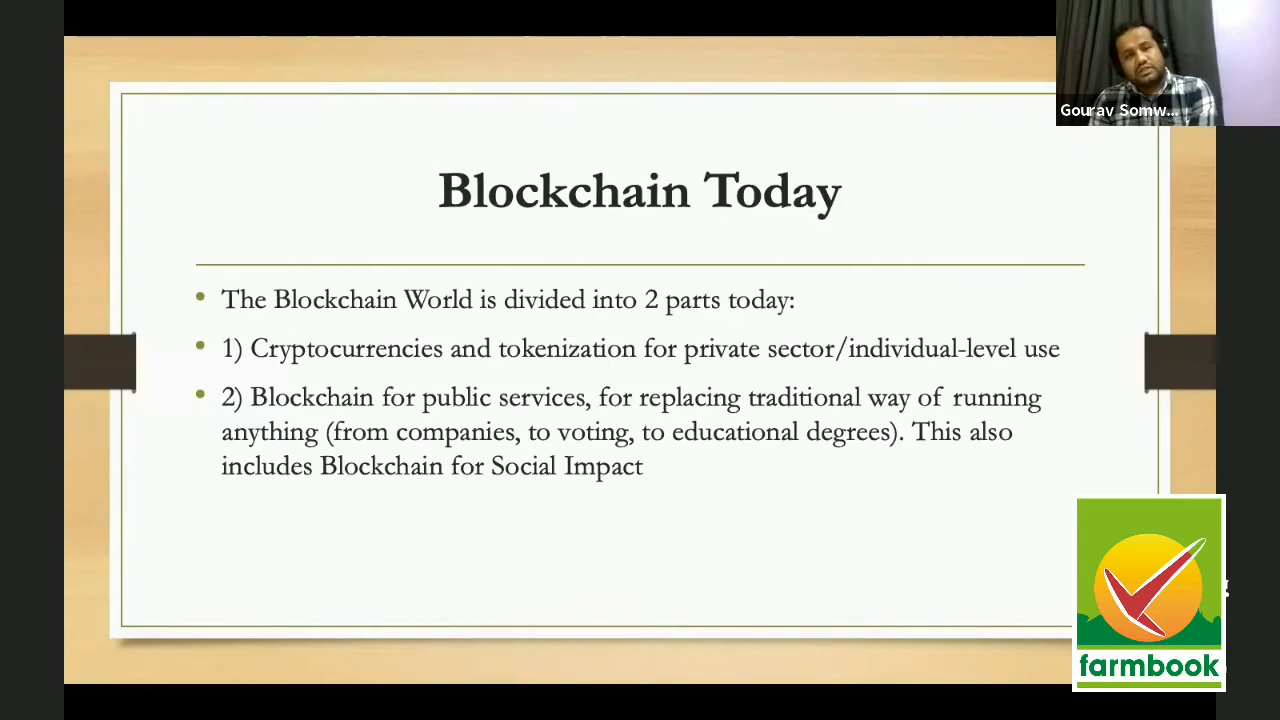 Gourav Somw...
Blockchain Today
The Blockchain World is divided into 2 parts today:
1) Cryptocurrencies and tokenization for private sector/individual-level use
2) Blockchain for public services, for replacing traditional way of running
anything (from companies, to voting, to educational degrees). This also
includes Blockchain for Social Impact
farmbook